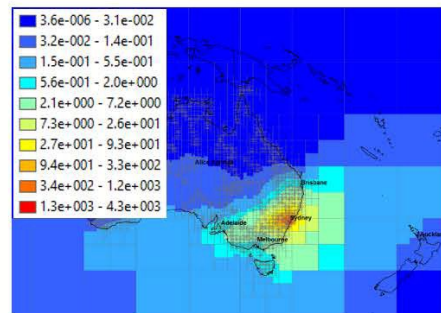 3.6e-006 - 3.1e-002
3.2e-002 - 1.4e-001
1.5e-001 - 5.5e-001
5.6e-001 - 2.0e+000
2.1e+000 - 7.2e+000
7.3e+000 - 2.6e+001
2.7e+001 - 9.3e+001
9.4e+001 - 3.3e+002
3.4e+002 - 1.2e+003
1.3e+003 - 4.3e+003
Brisbane
Adelaide
Sydney
Melbourne